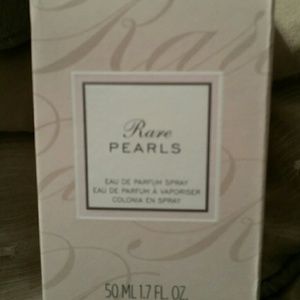 Rare
PEARLS
EAU DE PARFUM SPRAY
EAU DE PARFUM À VAPORISER
COLONIA EN SPRAY
50 ML 1.7 FL. OZ.